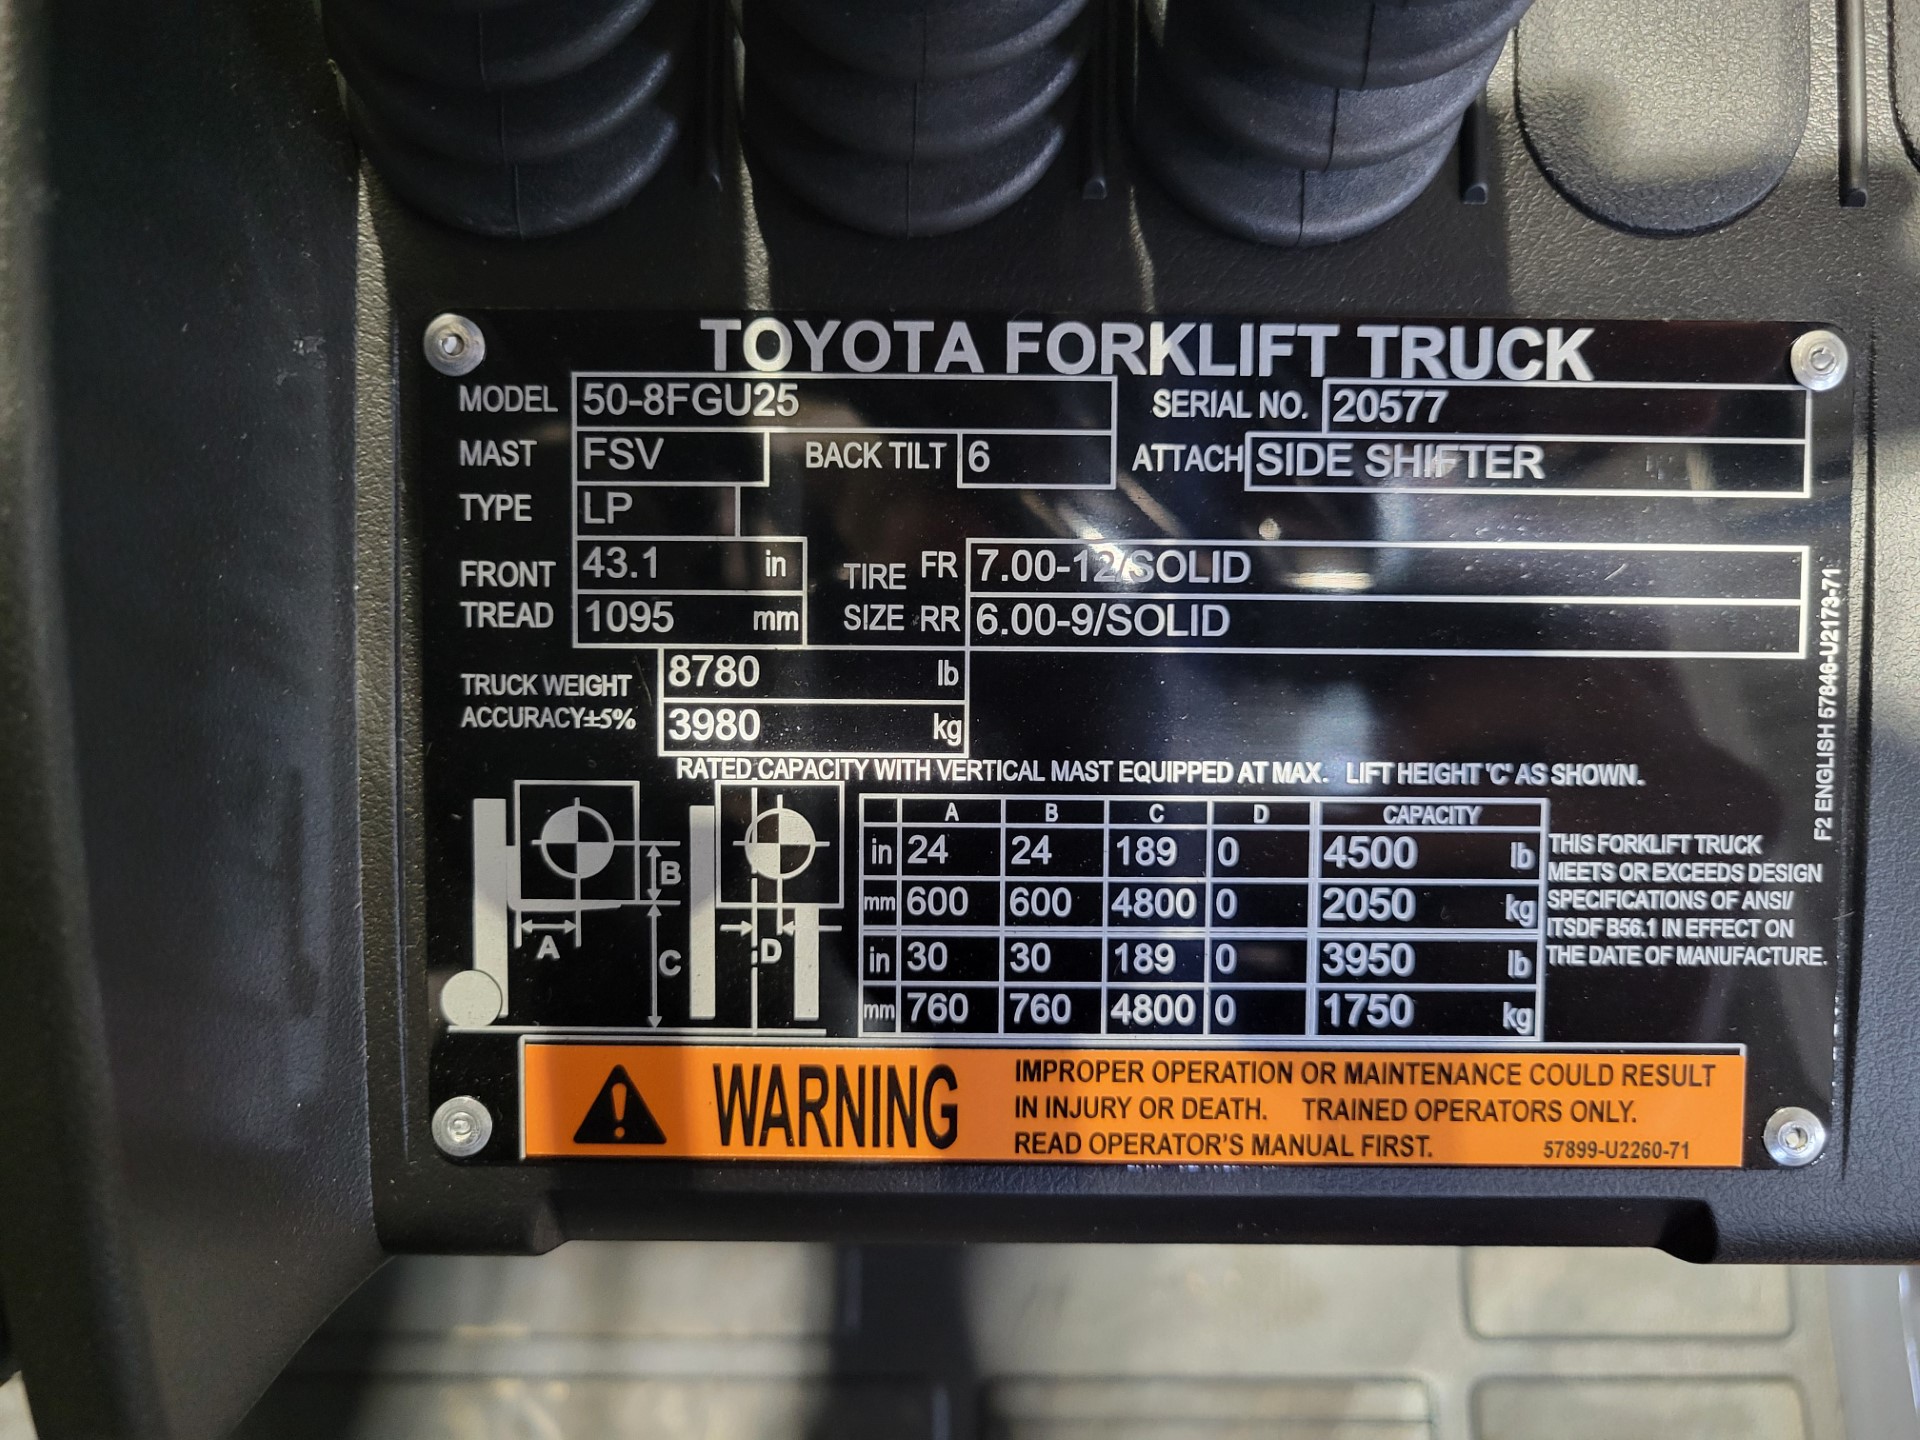 TOYOTA FORKLIFT TRUCK
MODEL 50-8FGU25 SERIAL NO. 20577
MAST FSV BACK TILT 6 ATTACH SIDE SHIFTER
TYPE LP
FRONT TREAD 43.1 in TIRE SIZE FR 7.00-12/SOLID
1095 mm RR 6.00-9/SOLID
TRUCK WEIGHT 8780 lb
ACCURACY±5% 3980 kg
RATED CAPACITY WITH VERTICAL MAST EQUIPPED AT MAX. LIFT HEIGHT 'C' AS SHOWN.
A B C D CAPACITY
in 24 24 189 0 4500 lb
mm 600 600 4800 0 2050 kg
in 30 30 189 0 3950 lb
mm 760 760 4800 0 1750 kg
B
A
C
D
THIS FORKLIFT TRUCK
MEETS OR EXCEEDS DESIGN
SPECIFICATIONS OF ANSI/
ITSDF B56.1 IN EFFECT ON
THE DATE OF MANUFACTURE.
F2 ENGLISH 57846-U2173-71
WARNING
IMPROPER OPERATION OR MAINTENANCE COULD RESULT
IN INJURY OR DEATH. TRAINED OPERATORS ONLY.
READ OPERATOR'S MANUAL FIRST. 57899-U2260-71